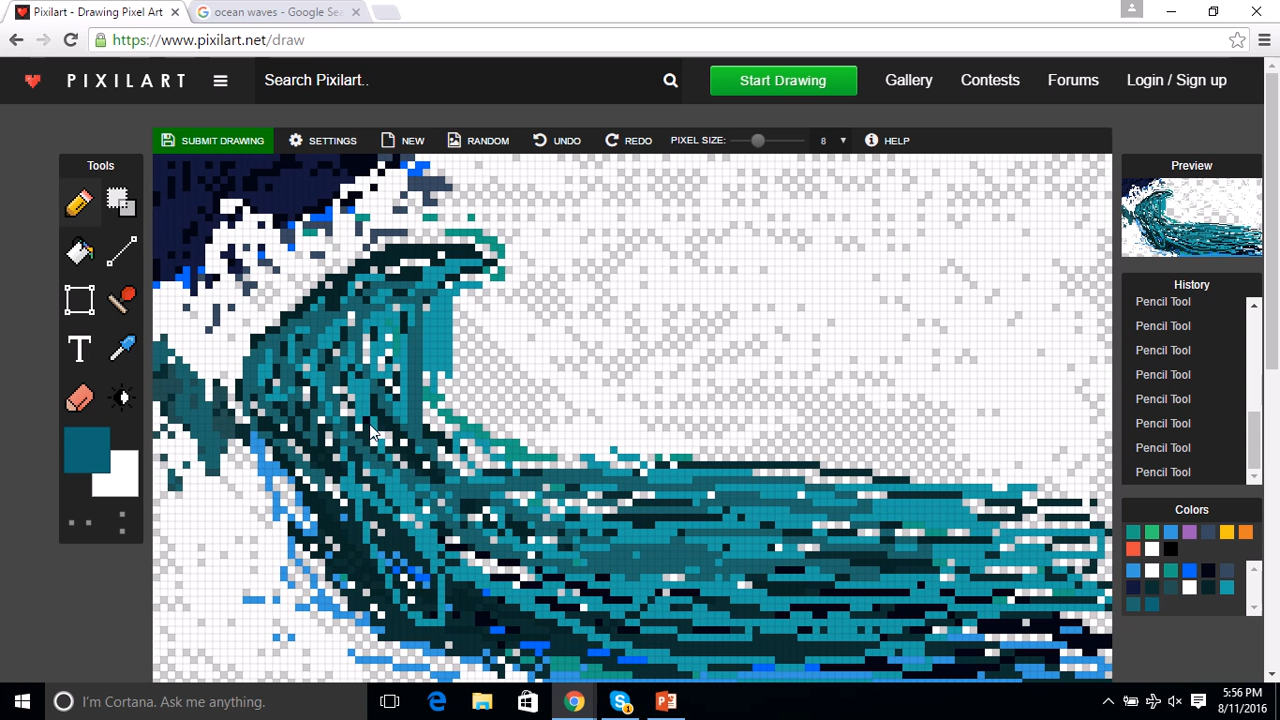 Pixilart - Drawing Pixel Art
ocean waves - Google Sea
https://www.pixilart.net/draw
PIXILART
Search Pixilart..
Start Drawing
Gallery
Contests
Forums
Login / Sign up
SUBMIT DRAWING
SETTINGS
NEW
RANDOM
UNDO
REDO
PIXEL SIZE:
8
HELP
Tools
T
Preview
History
Pencil Tool
Pencil Tool
Pencil Tool
Pencil Tool
Pencil Tool
Pencil Tool
Pencil Tool
Pencil Tool
Colors
I'm Cortana. Ask me anything.
5:56 PM
8/11/2016